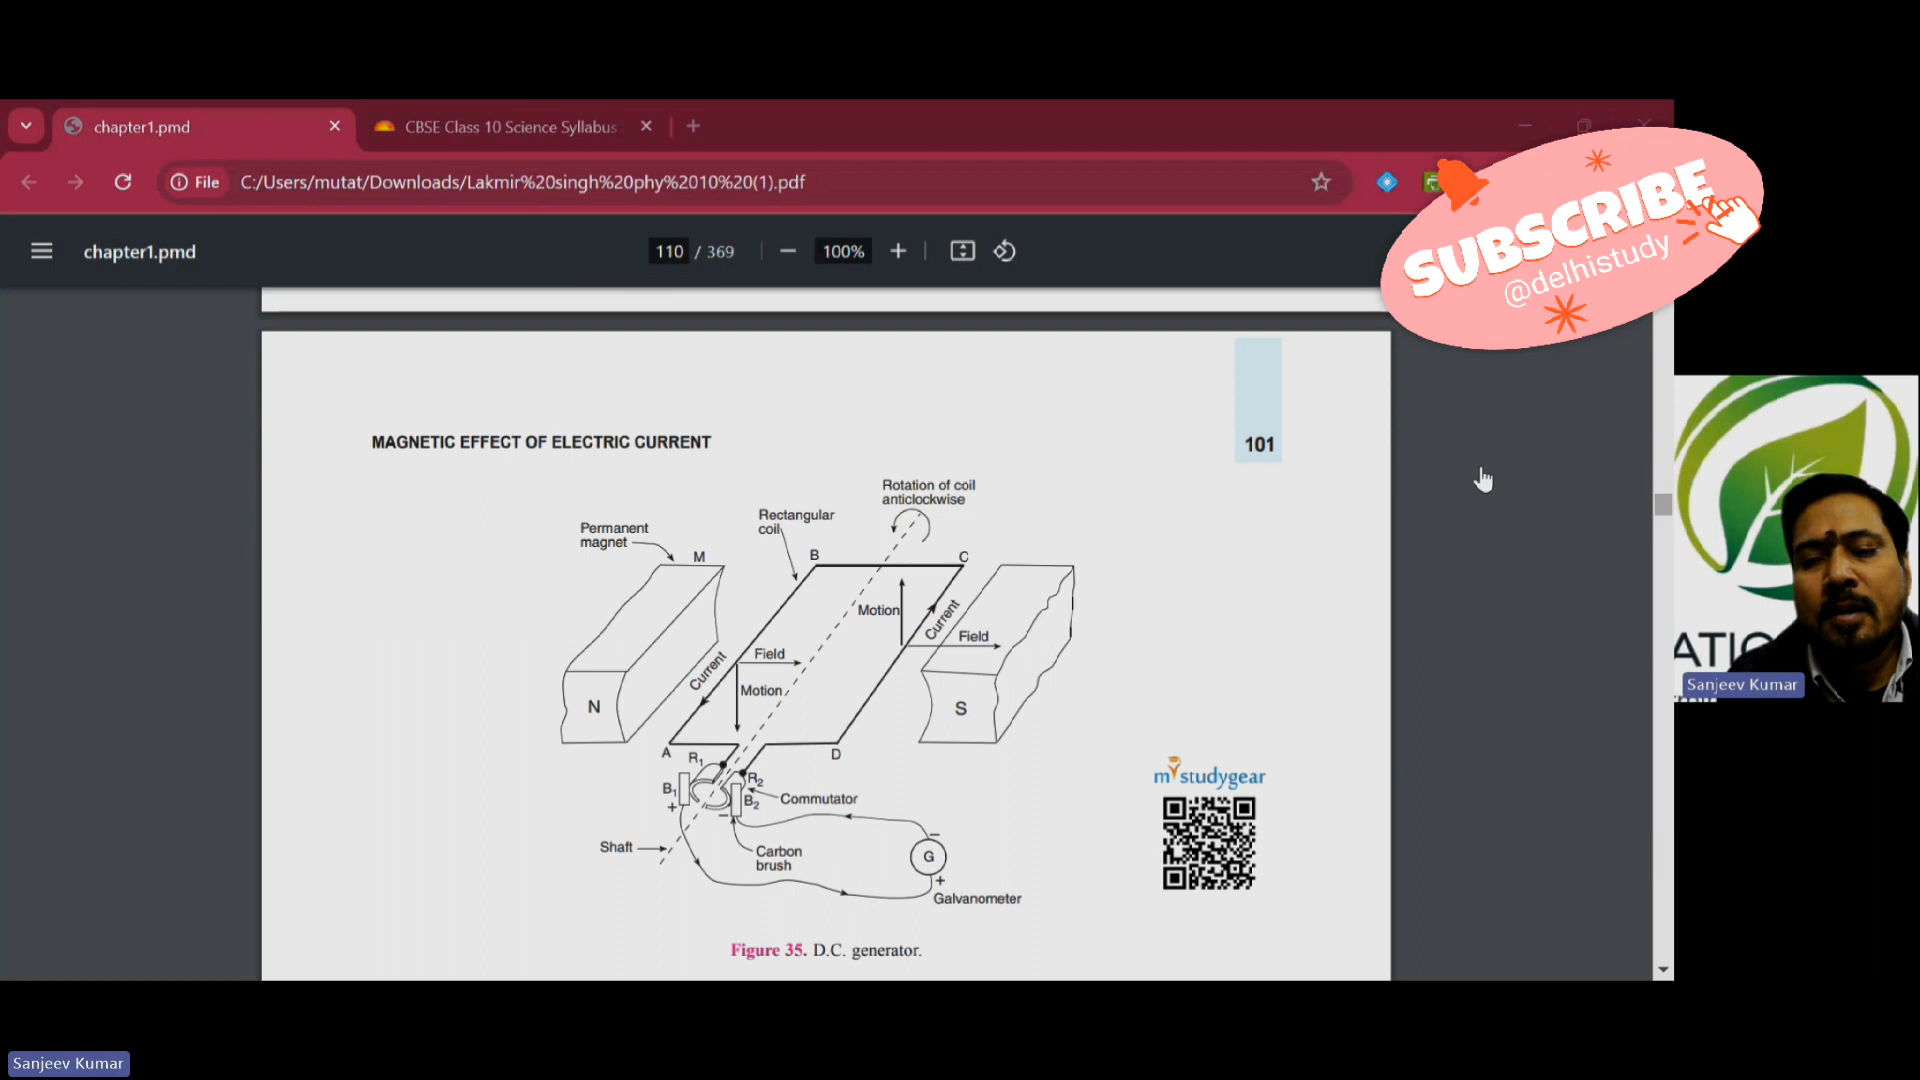 chapter1.pmd
CBSE Class 10 Science Syllabus
File
C:/Users/mutat/Downloads/Lakmir%20singh%20phy%2010%20(1).pdf
chapter1.pmd
110 / 369
100%
SUBSCRIBE
@delhistudy
MAGNETIC EFFECT OF ELECTRIC CURRENT
101
Rotation of coil
anticlockwise
Rectangular
coil
Permanent
magnet
M
B
C
Motion
Current
Field
Field
Current
Motion
N
S
A
D
R1
R2
B1
B2
+
−
Commutator
Shaft
Carbon
brush
−
G
+
Galvanometer
mystudygear
Figure 35. D.C. generator.
Sanjeev Kumar
Sanjeev Kumar